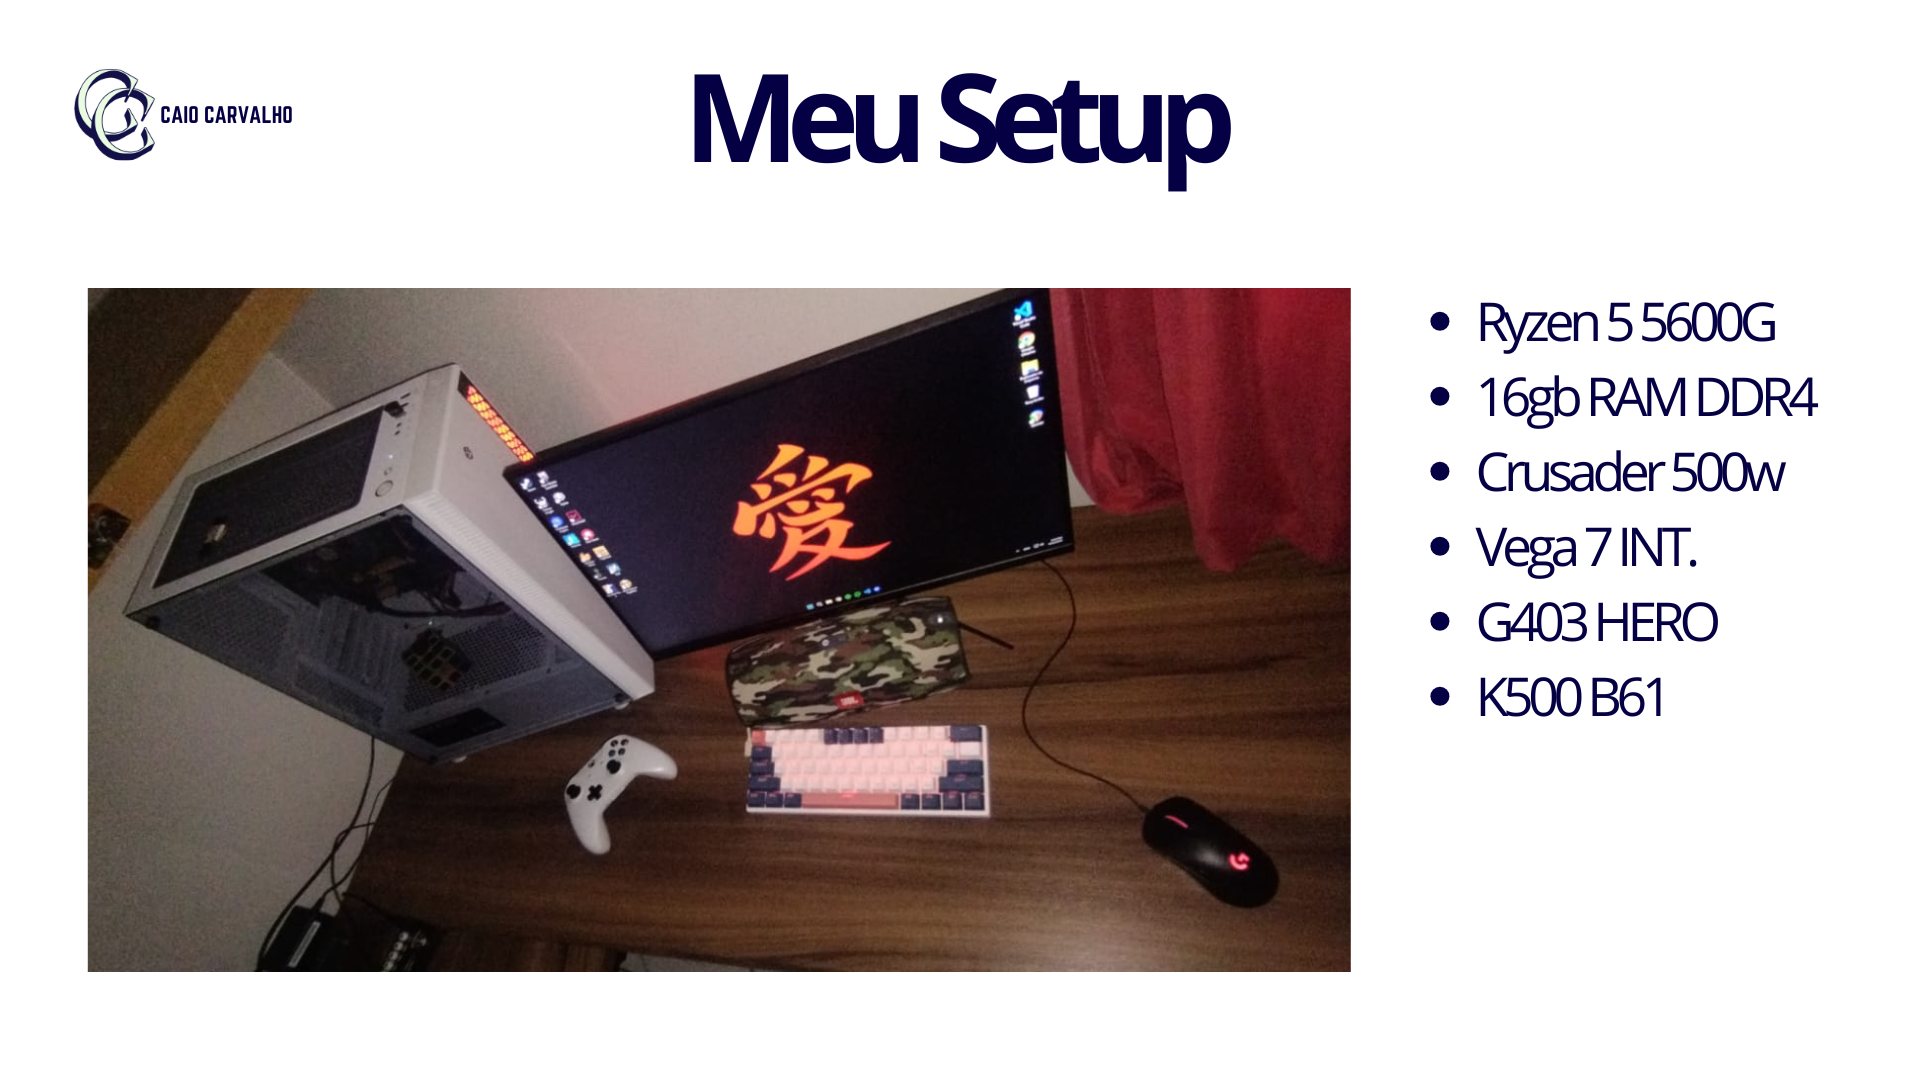 CAIO CARVALHO
Meu Setup
Ryzen 5 5600G
16gb RAM DDR4
Crusader 500w
Vega 7 INT.
G403 HERO
K500 B61
愛
JBL